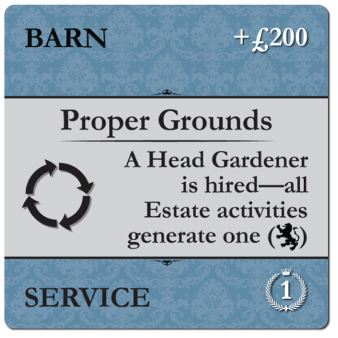 BARN +£200
Proper Grounds
A Head Gardener
is hired—all
Estate activities
generate one ( )
SERVICE 1